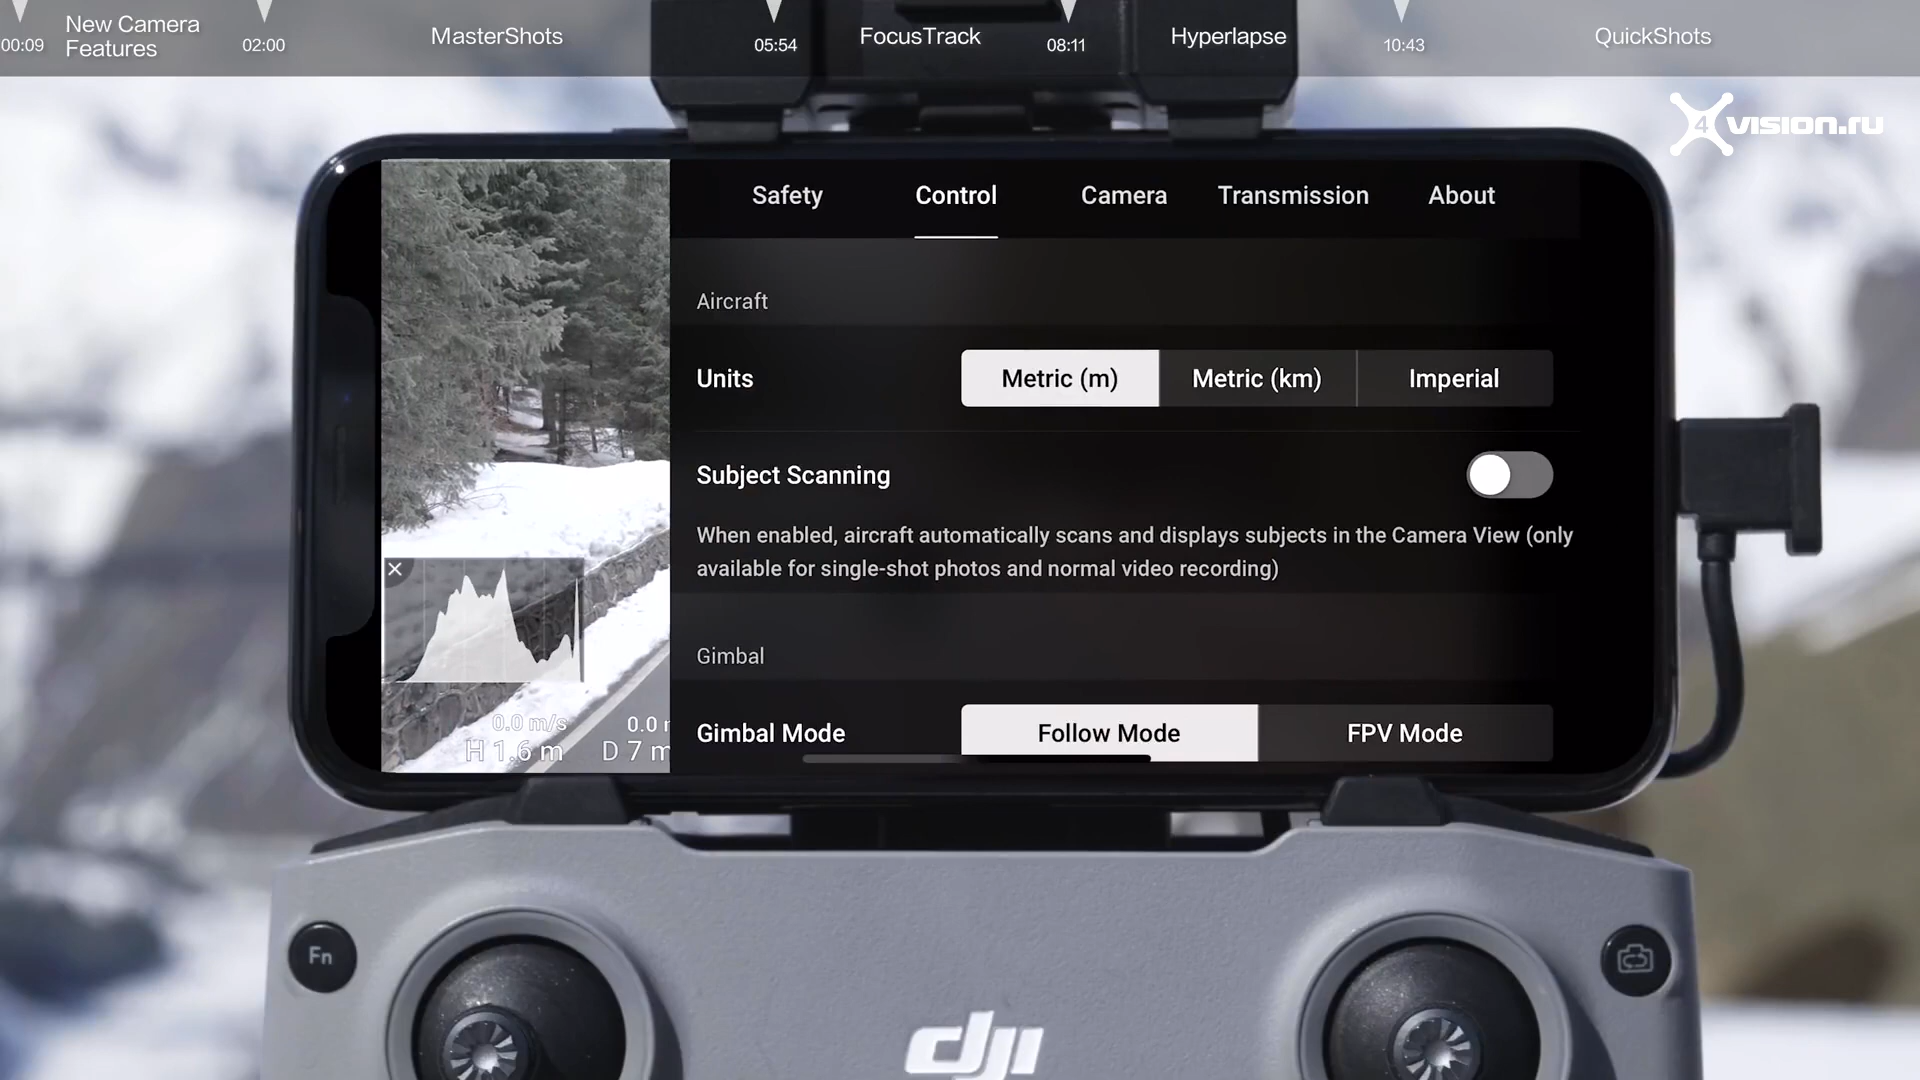 New Camera
Features
MasterShots
FocusTrack
Hyperlapse
QuickShots
00:09
02:00
05:54
08:11
10:43
4vision.ru
Safety
Control
Camera
Transmission
About
Aircraft
Units
Metric (m)
Metric (km)
Imperial
Subject Scanning
When enabled, aircraft automatically scans and displays subjects in the Camera View (only
available for single-shot photos and normal video recording)
Gimbal
Gimbal Mode
Follow Mode
FPV Mode
0.0 m/s
0.0
H 1.6 m
D 7 m
Fn
dji